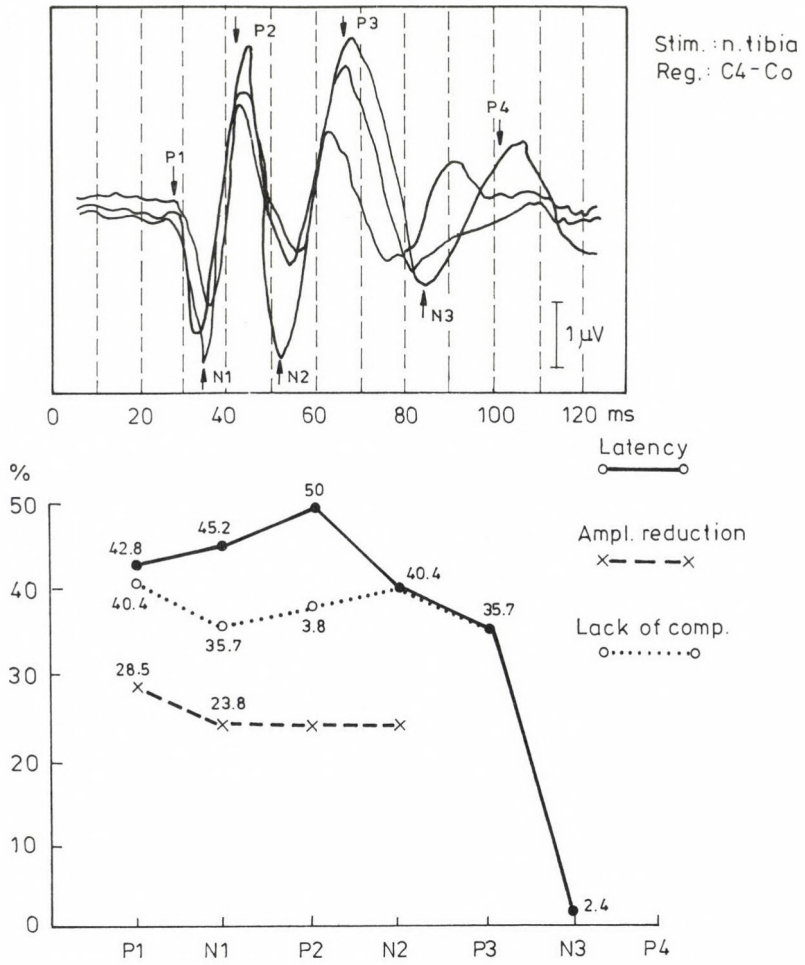 P2
P3
Stim.:n.tibia
Reg.: C4-Co
P4
P1
N3
1 μV
N1
N2
0 20 40 60 80 100 120 ms
Latency
%
50
50
45.2
42.8
Ampl. reduction
40
40.4
40.4
35.7
3.8
35.7
Lack of comp.
30
28.5
23.8
20
10
2.4
0
P1 N1 P2 N2 P3 N3 P4